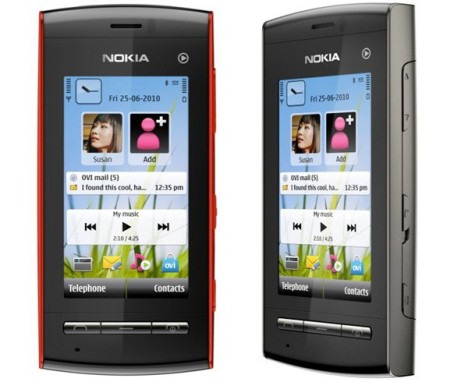 NOKIA
Fri 25-06-2010
Susan
Add
OVI mail (5)
I found this cool, ha...
12:35 pm
My music
2:10 / 4:25
ovi
Telephone
Contacts
NOKIA
Fri 25-06-2010
Susan
Add
OVI mail (5)
I found this cool, ha...
12:35 pm
My music
2:10 / 4:25
ovi
Telephone
Contacts